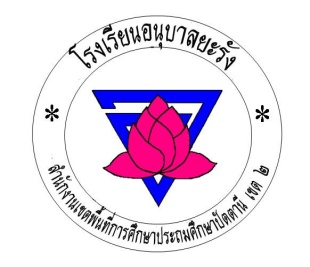 โรงเรียนอนุบาลยะรัง
สำนักงานเขตพื้นที่การศึกษาประถมศึกษาปัตตานี เขต ๒